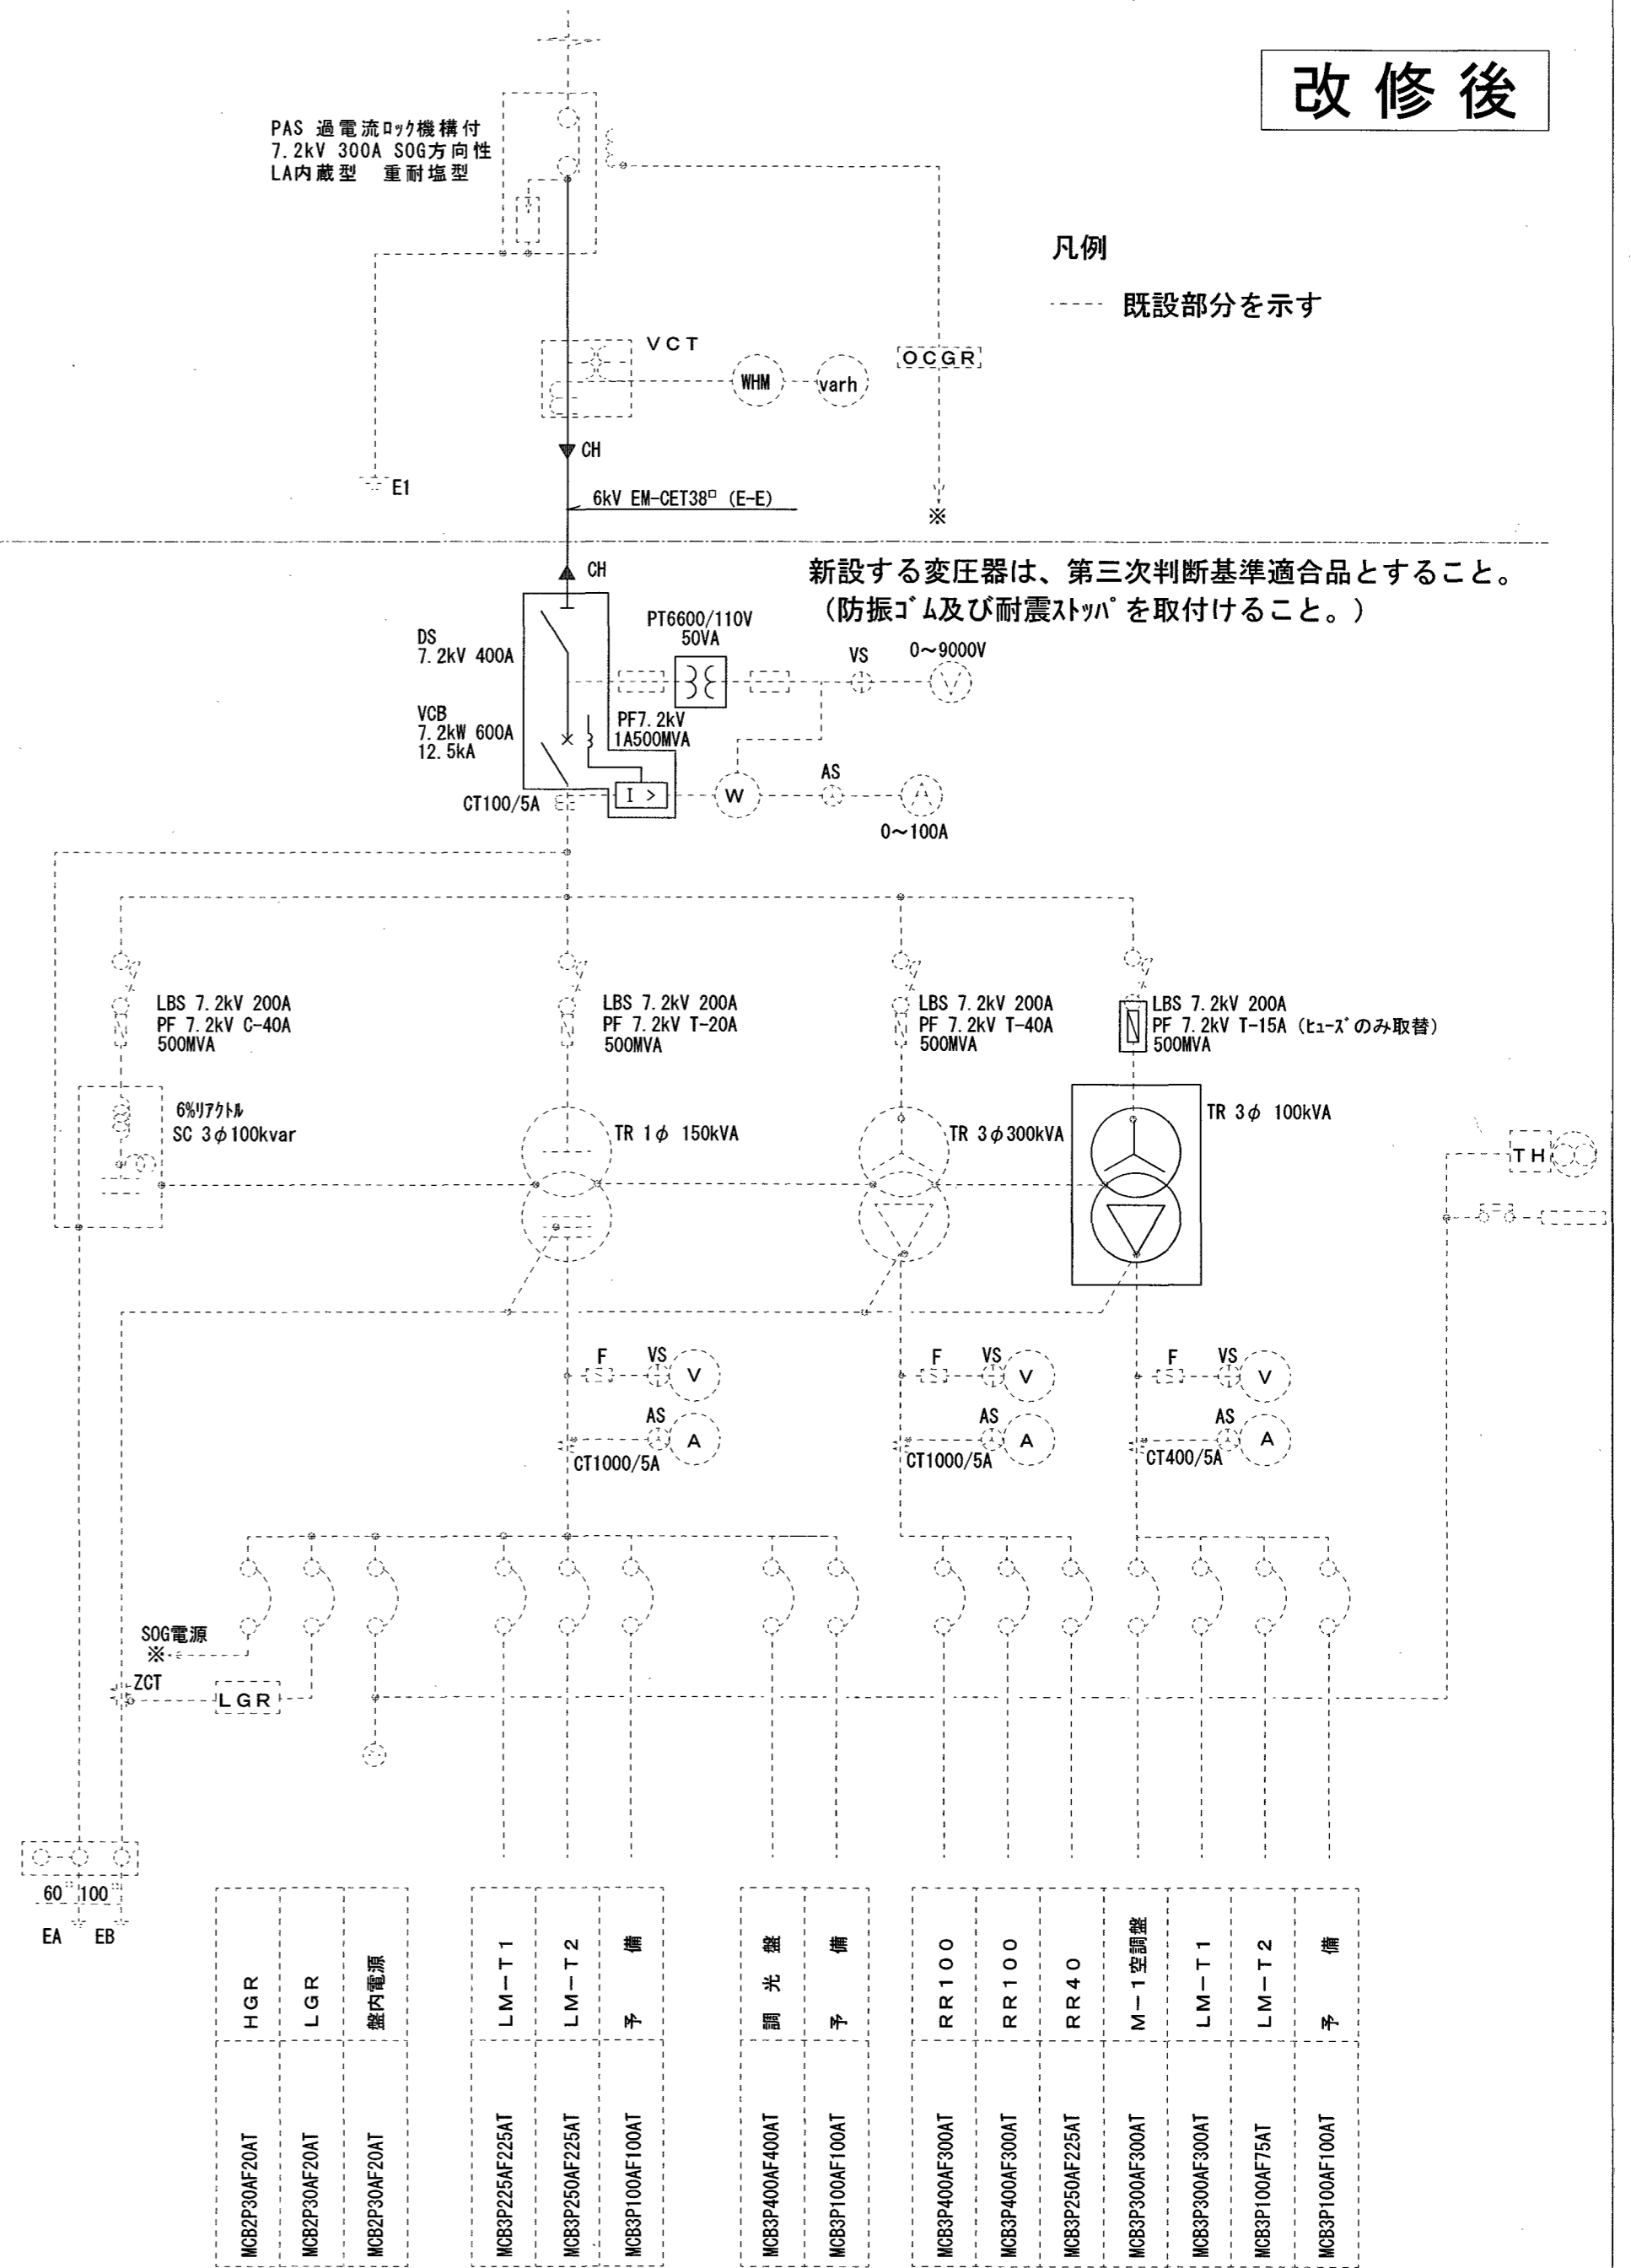 改修後
PAS 過電流ロック機構付
7.2kV 300A SOG方向性
LA内蔵型 重耐塩型
凡例
---- 既設部分を示す
VCT
WHM
varh
OCGR
CH
E1
6kV EM-CET38□ (E-E)
※
CH
新設する変圧器は、第三次判断基準適合品とすること。
(防振ゴム及び耐震ストッパを取付けること。)
DS
7.2kV 400A
PT6600/110V
50VA
VS
0～9000V
V
VCB
7.2kW 600A
12.5kA
PF7.2kV
1A500MVA
CT100/5A
I >
W
AS
A
0～100A
LBS 7.2kV 200A
PF 7.2kV C-40A
500MVA
LBS 7.2kV 200A
PF 7.2kV T-20A
500MVA
LBS 7.2kV 200A
PF 7.2kV T-40A
500MVA
LBS 7.2kV 200A
PF 7.2kV T-15A (ヒューズのみ取替)
500MVA
6%リアクトル
SC 3φ100kvar
TR 1φ 150kVA
TR 3φ300kVA
TR 3φ 100kVA
TH
F
VS
V
AS
A
CT1000/5A
F
VS
V
AS
A
CT1000/5A
F
VS
V
AS
A
CT400/5A
SOG電源
※
ZCT
LGR
60□
100□
EA
EB
HGR
MCB2P30AF20AT
LGR
MCB2P30AF20AT
盤内電源
MCB2P30AF20AT
LM－T1
MCB3P225AF225AT
LM－T2
MCB3P250AF225AT
予備
MCB3P100AF100AT
調光盤
MCB3P400AF400AT
予備
MCB3P100AF100AT
RR100
MCB3P400AF300AT
RR100
MCB3P400AF300AT
RR40
MCB3P250AF225AT
M－1空調盤
MCB3P300AF300AT
LM－T1
MCB3P300AF300AT
LM－T2
MCB3P100AF75AT
予備
MCB3P100AF100AT